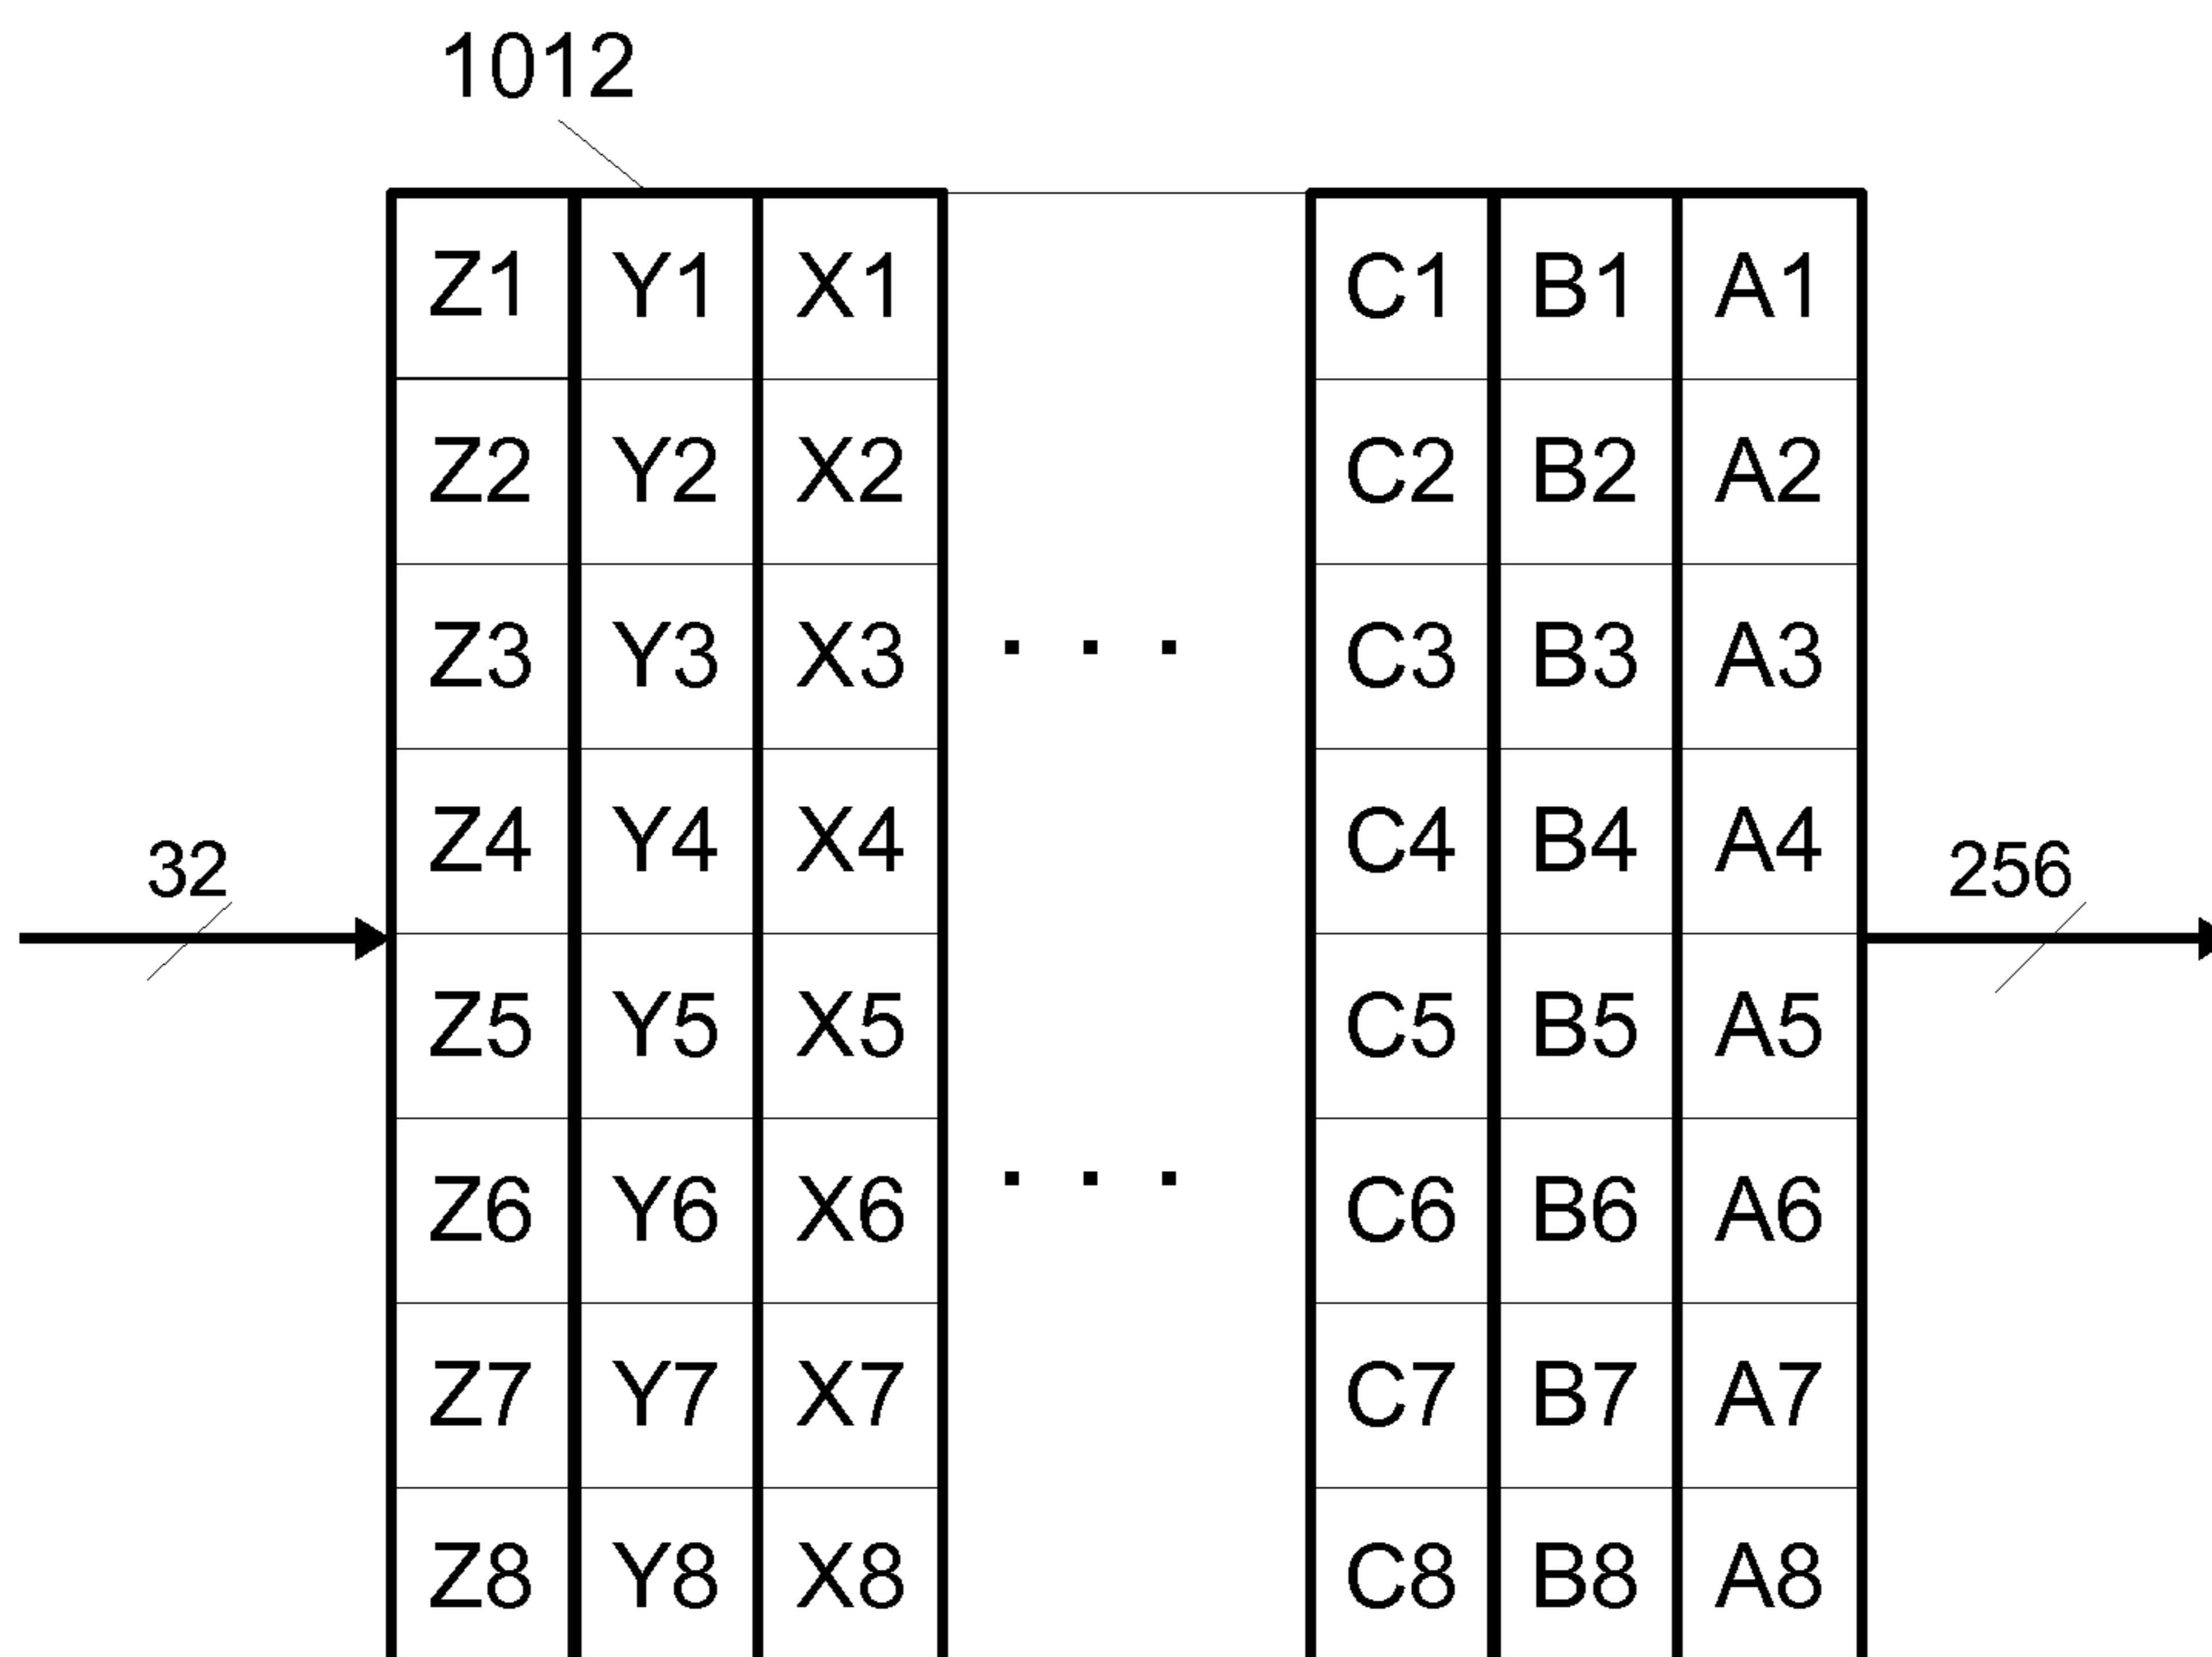 1012
Z1 Y1 X1 C1 B1 A1
Z2 Y2 X2 C2 B2 A2
Z3 Y3 X3 . . . C3 B3 A3
32 Z4 Y4 X4 C4 B4 A4 256
Z5 Y5 X5 C5 B5 A5
Z6 Y6 X6 . . . C6 B6 A6
Z7 Y7 X7 C7 B7 A7
Z8 Y8 X8 C8 B8 A8